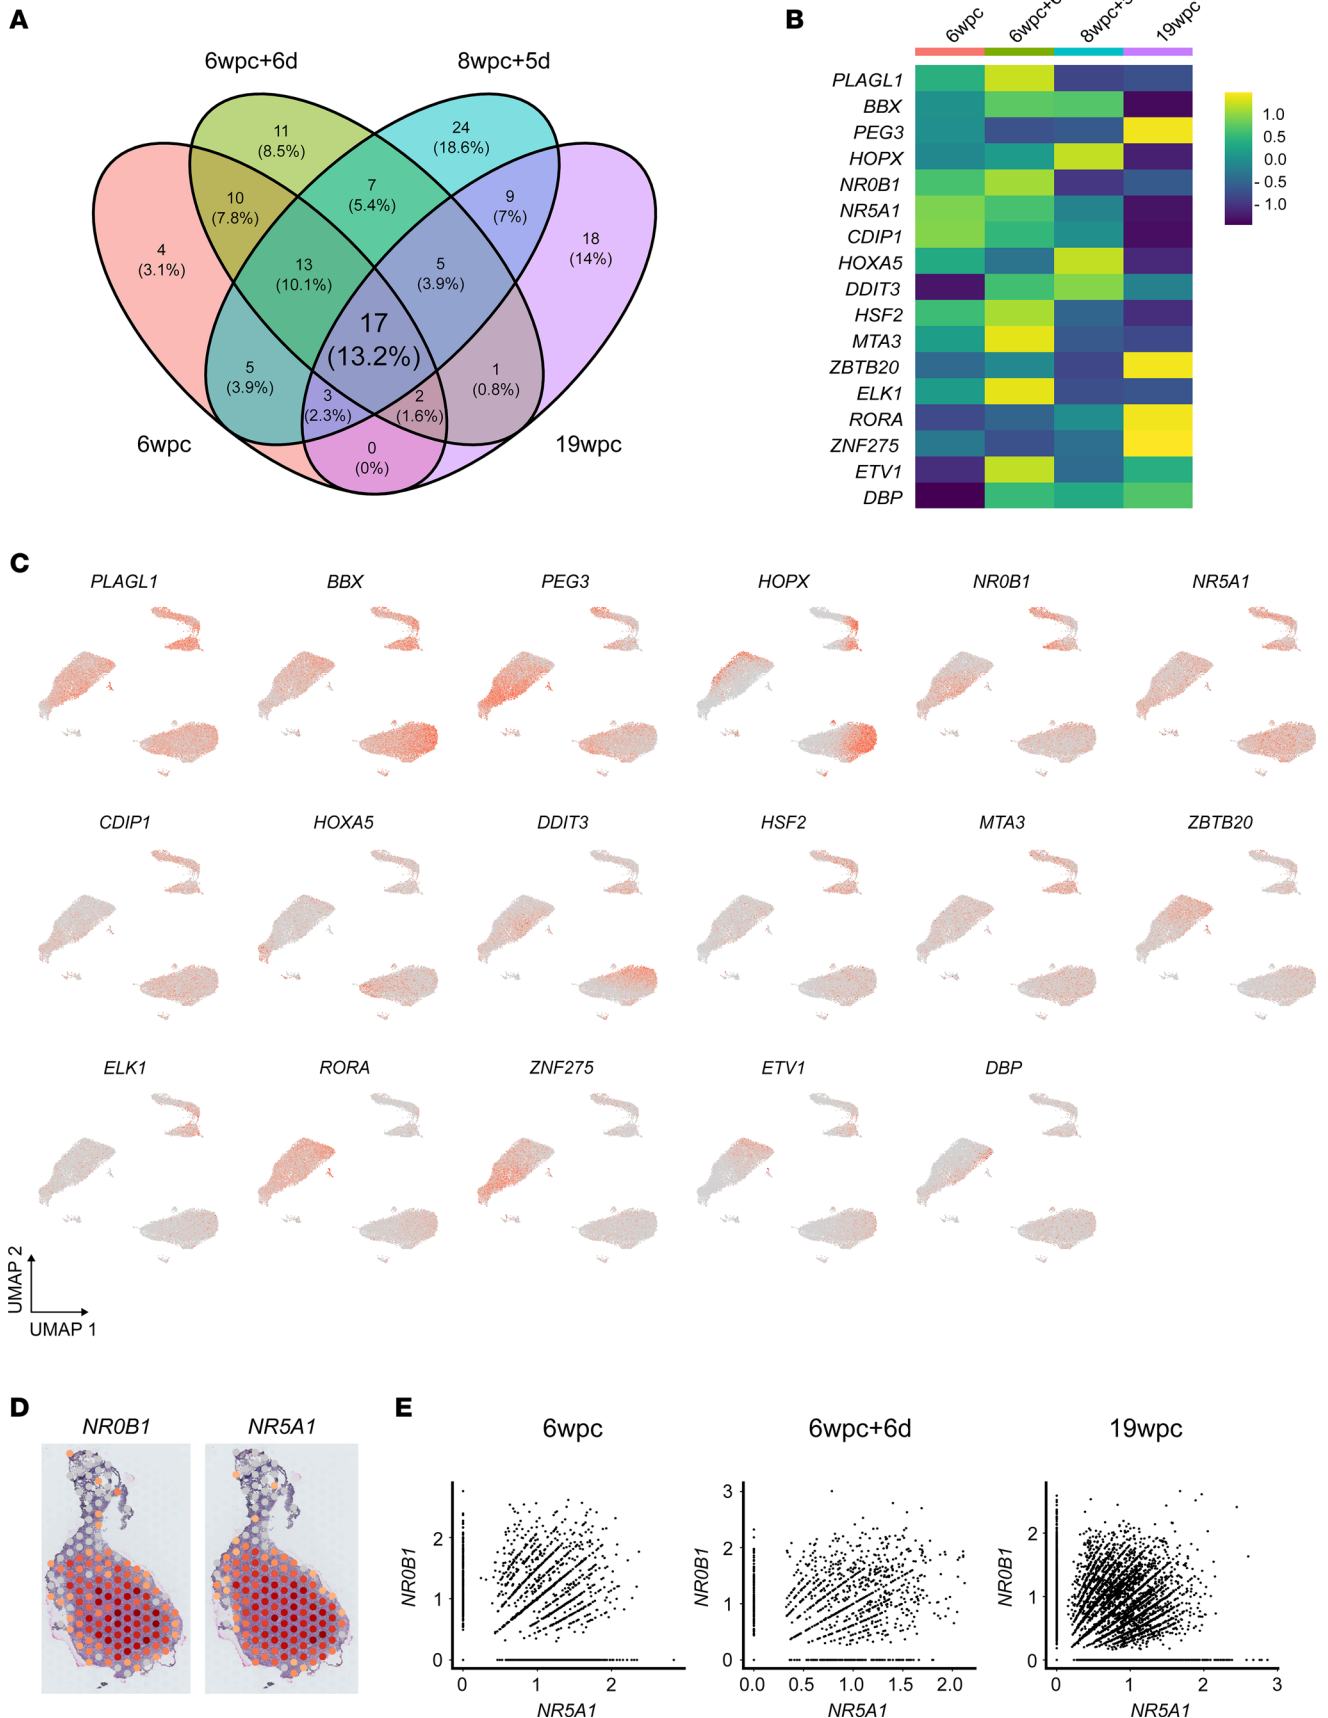 A
6wpc+6d 8wpc+5d
11
(8.5%)
24
(18.6%)
10
(7.8%)
7
(5.4%)
9
(7%)
4
(3.1%)
13
(10.1%)
5
(3.9%)
18
(14%)
17
(13.2%)
5
(3.9%)
3
(2.3%)
2
(1.6%)
1
(0.8%)
0
(0%)
6wpc 19wpc
B
6wpc 19wpc
PLAGL1
BBX
PEG3
HOPX
NR0B1
NR5A1
CDIP1
HOXA5
DDIT3
HSF2
MTA3
ZBTB20
ELK1
RORA
ZNF275
ETV1
DBP
1.0
0.5
0.0
- 0.5
- 1.0
C
PLAGL1 BBX PEG3 HOPX NR0B1 NR5A1
CDIP1 HOXA5 DDIT3 HSF2 MTA3 ZBTB20
ELK1 RORA ZNF275 ETV1 DBP
UMAP 2
UMAP 1
D
NR0B1 NR5A1
E
6wpc 6wpc+6d 19wpc
NR0B1
2
1
0
0 1 2
NR5A1
NR0B1
3
2
1
0
0.0 0.5 1.0 1.5 2.0
NR5A1
NR0B1
2
1
0
0 1 2 3
NR5A1